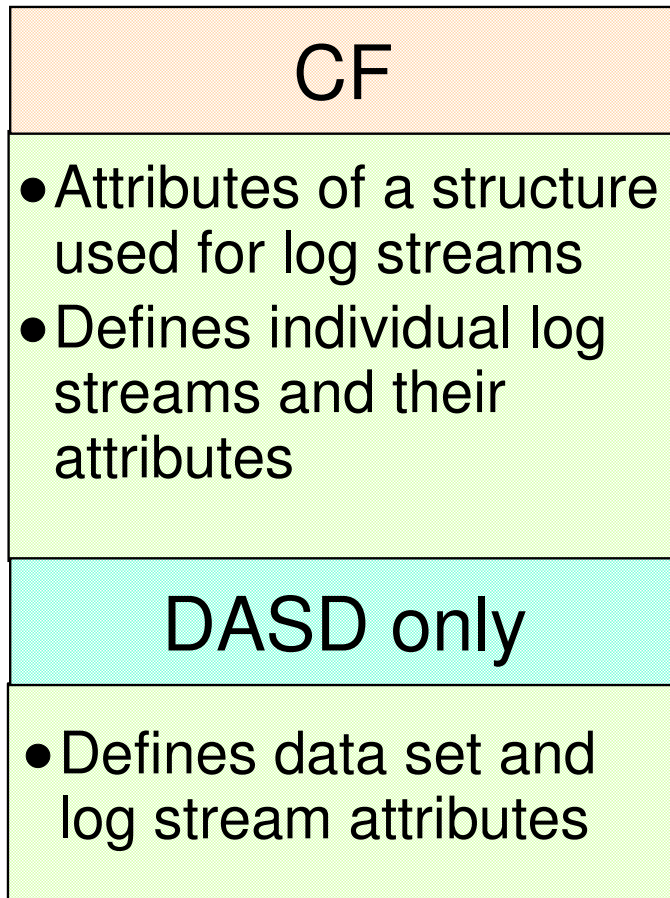 CF
●Attributes of a structure
used for log streams
●Defines individual log
streams and their
attributes
DASD only
●Defines data set and
log stream attributes